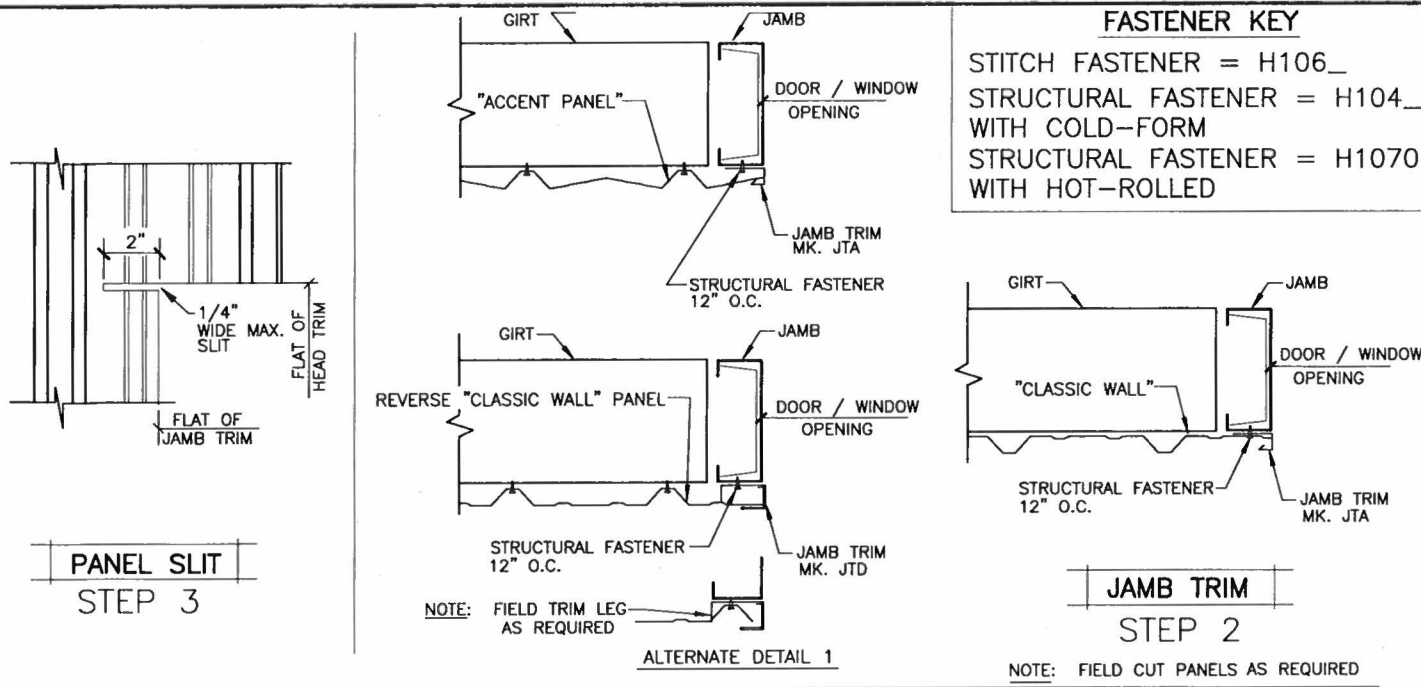 2"
1/4"
WIDE MAX.
SLIT
FLAT OF
HEAD TRIM
FLAT OF
JAMB TRIM
PANEL SLIT
STEP 3
GIRT
JAMB
"ACCENT PANEL"
DOOR / WINDOW
OPENING
JAMB TRIM
MK. JTA
STRUCTURAL FASTENER
12" O.C.
GIRT
JAMB
REVERSE "CLASSIC WALL" PANEL
DOOR / WINDOW
OPENING
STRUCTURAL FASTENER
12" O.C.
JAMB TRIM
MK. JTD
NOTE: FIELD TRIM LEG
AS REQUIRED
ALTERNATE DETAIL 1
FASTENER KEY
STITCH FASTENER = H106_
STRUCTURAL FASTENER = H104_
WITH COLD-FORM
STRUCTURAL FASTENER = H1070
WITH HOT-ROLLED
GIRT
JAMB
DOOR / WINDOW
OPENING
"CLASSIC WALL"
STRUCTURAL FASTENER
12" O.C.
JAMB TRIM
MK. JTA
JAMB TRIM
STEP 2
NOTE: FIELD CUT PANELS AS REQUIRED